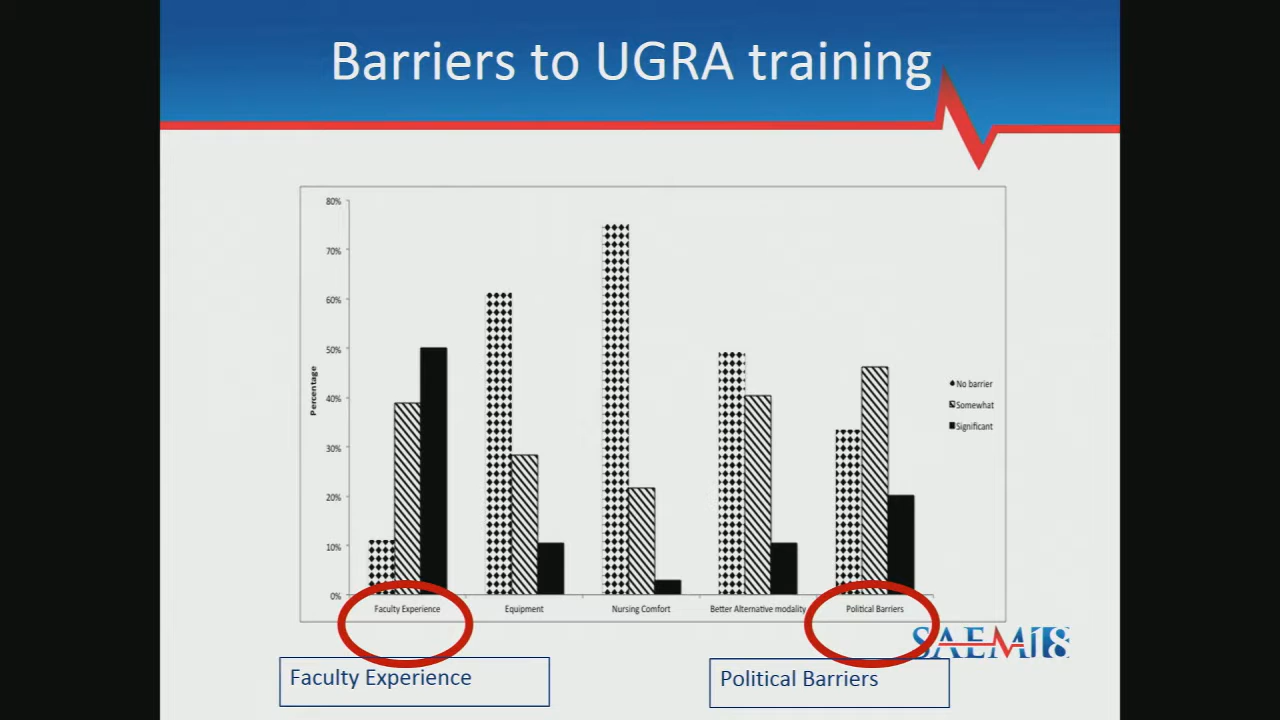 Barriers to UGRA training
80%
70%
60%
50%
40%
30%
20%
10%
0%
Percentage
No barrier
Somewhat
Significant
Faculty Experience
Equipment
Nursing Comfort
Better Alternative modality
Political Barriers
SAEM18
Faculty Experience
Political Barriers